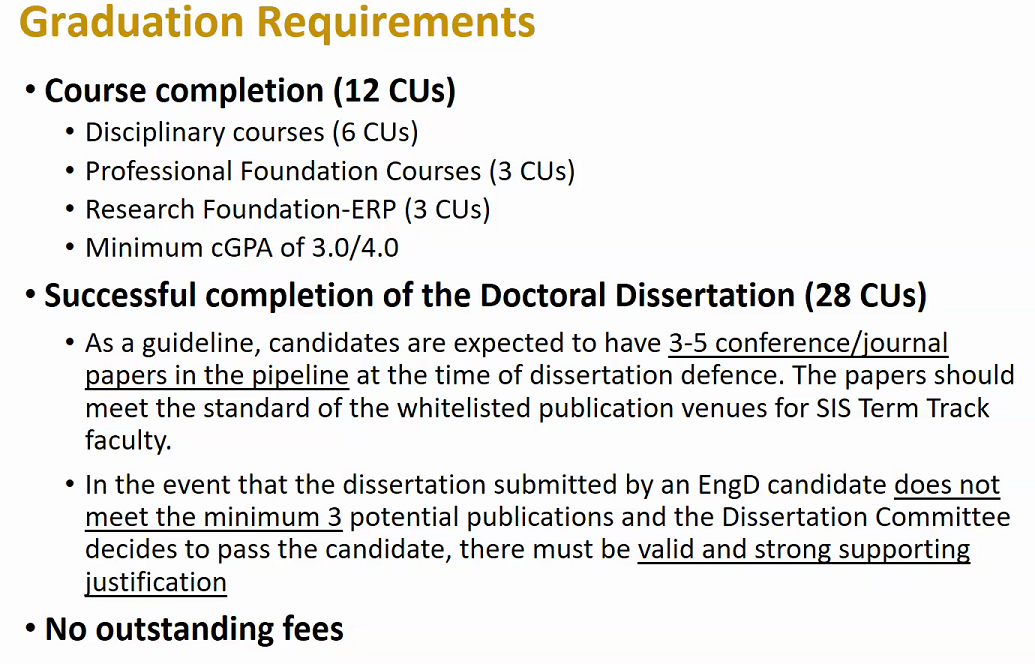 Graduation Requirements
• Course completion (12 CUs)
• Disciplinary courses (6 CUs)
• Professional Foundation Courses (3 CUs)
• Research Foundation-ERP (3 CUs)
• Minimum cGPA of 3.0/4.0
• Successful completion of the Doctoral Dissertation (28 CUs)
• As a guideline, candidates are expected to have 3-5 conference/journal
papers in the pipeline at the time of dissertation defence. The papers should
meet the standard of the whitelisted publication venues for SIS Term Track
faculty.
• In the event that the dissertation submitted by an EngD candidate does not
meet the minimum 3 potential publications and the Dissertation Committee
decides to pass the candidate, there must be valid and strong supporting
justification
• No outstanding fees